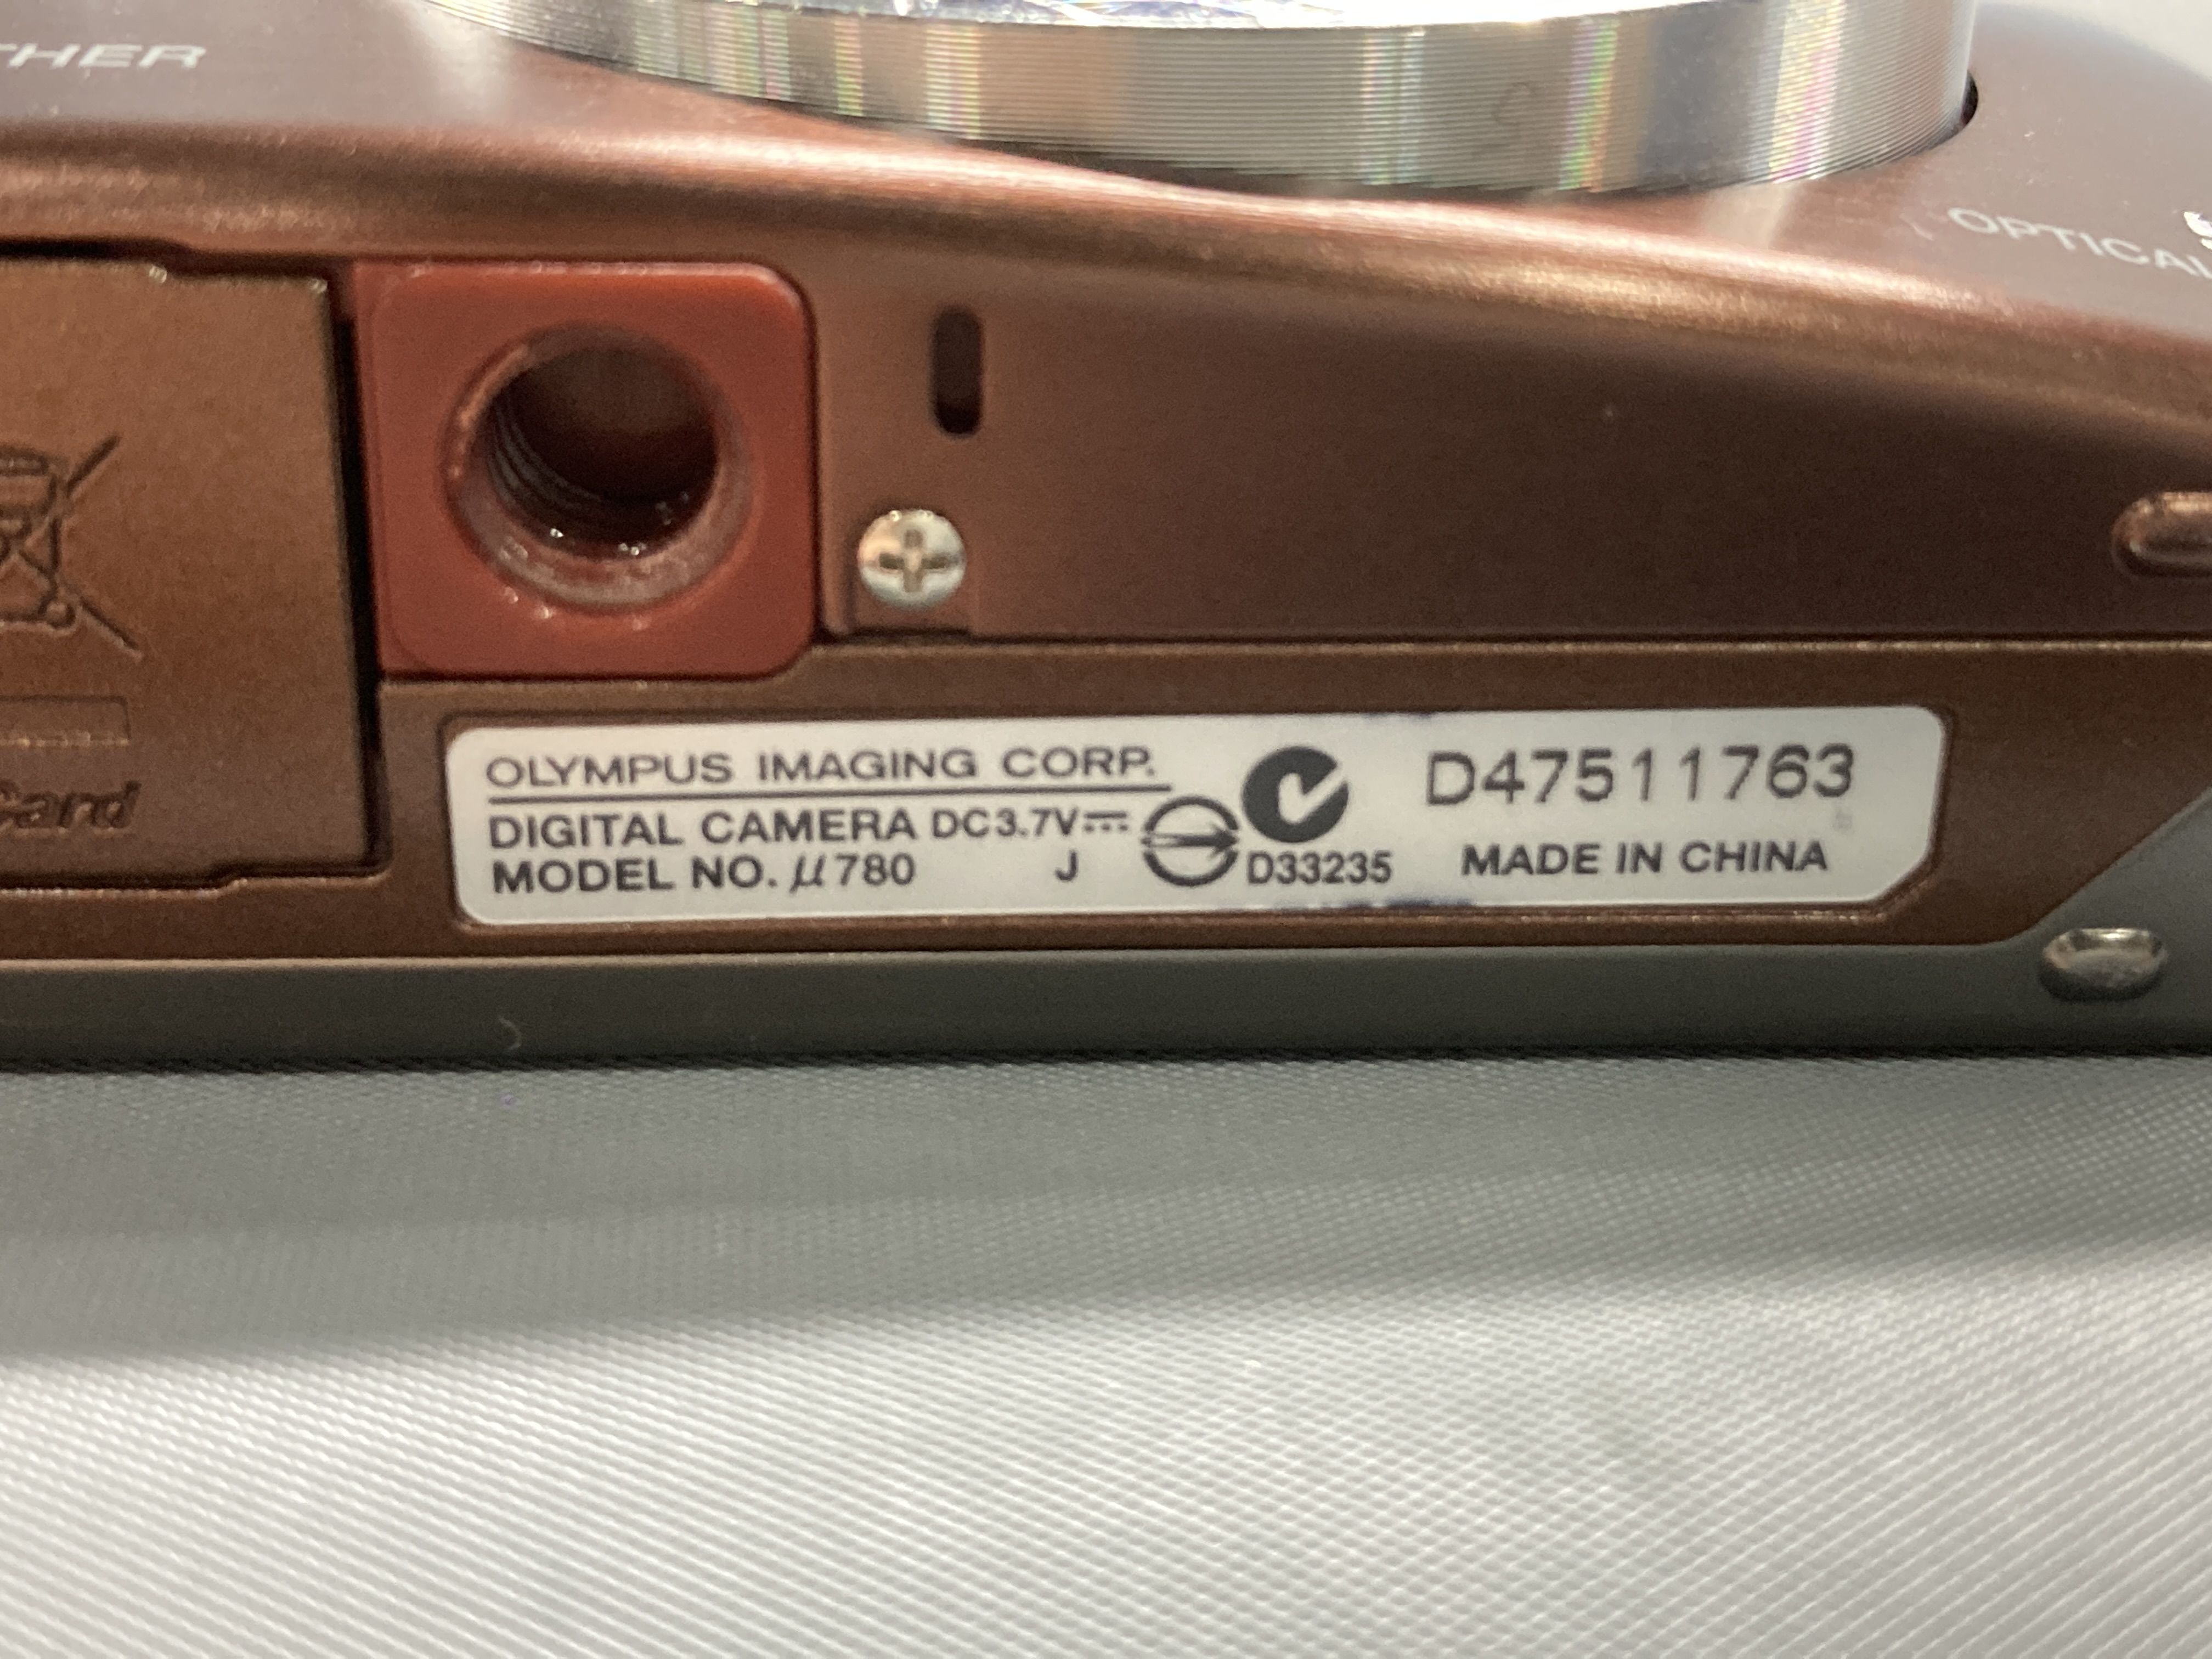 THER
OPTICAL
Card
OLYMPUS IMAGING CORP.
DIGITAL CAMERA DC3.7V⎓
MODEL NO. μ780 J
D33235
D47511763
MADE IN CHINA